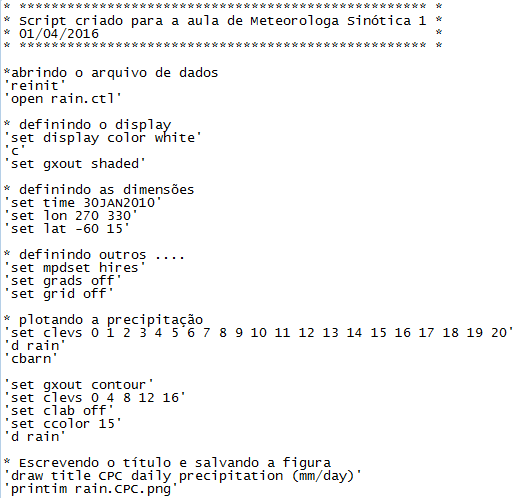 * ************************************************** *
* Script criado para a aula de Meteorologa Sinótica 1 *
* 01/04/2016 *
* ************************************************** *
*abrindo o arquivo de dados
'reinit'
'open rain.ctl'
* definindo o display
'set display color white'
'c'
'set gxout shaded'
* definindo as dimensões
'set time 30JAN2010'
'set lon 270 330'
'set lat -60 15'
* definindo outros ....
'set mpdset hires'
'set grads off'
'set grid off'
* plotando a precipitação
'set clevs 0 1 2 3 4 5 6 7 8 9 10 11 12 13 14 15 16 17 18 19 20'
'd rain'
'cbarn'
'set gxout contour'
'set clevs 0 4 8 12 16'
'set clab off'
'set ccolor 15'
'd rain'
* Escrevendo o título e salvando a figura
'draw title CPC daily precipitation (mm/day)'
'printim rain.CPC.png'